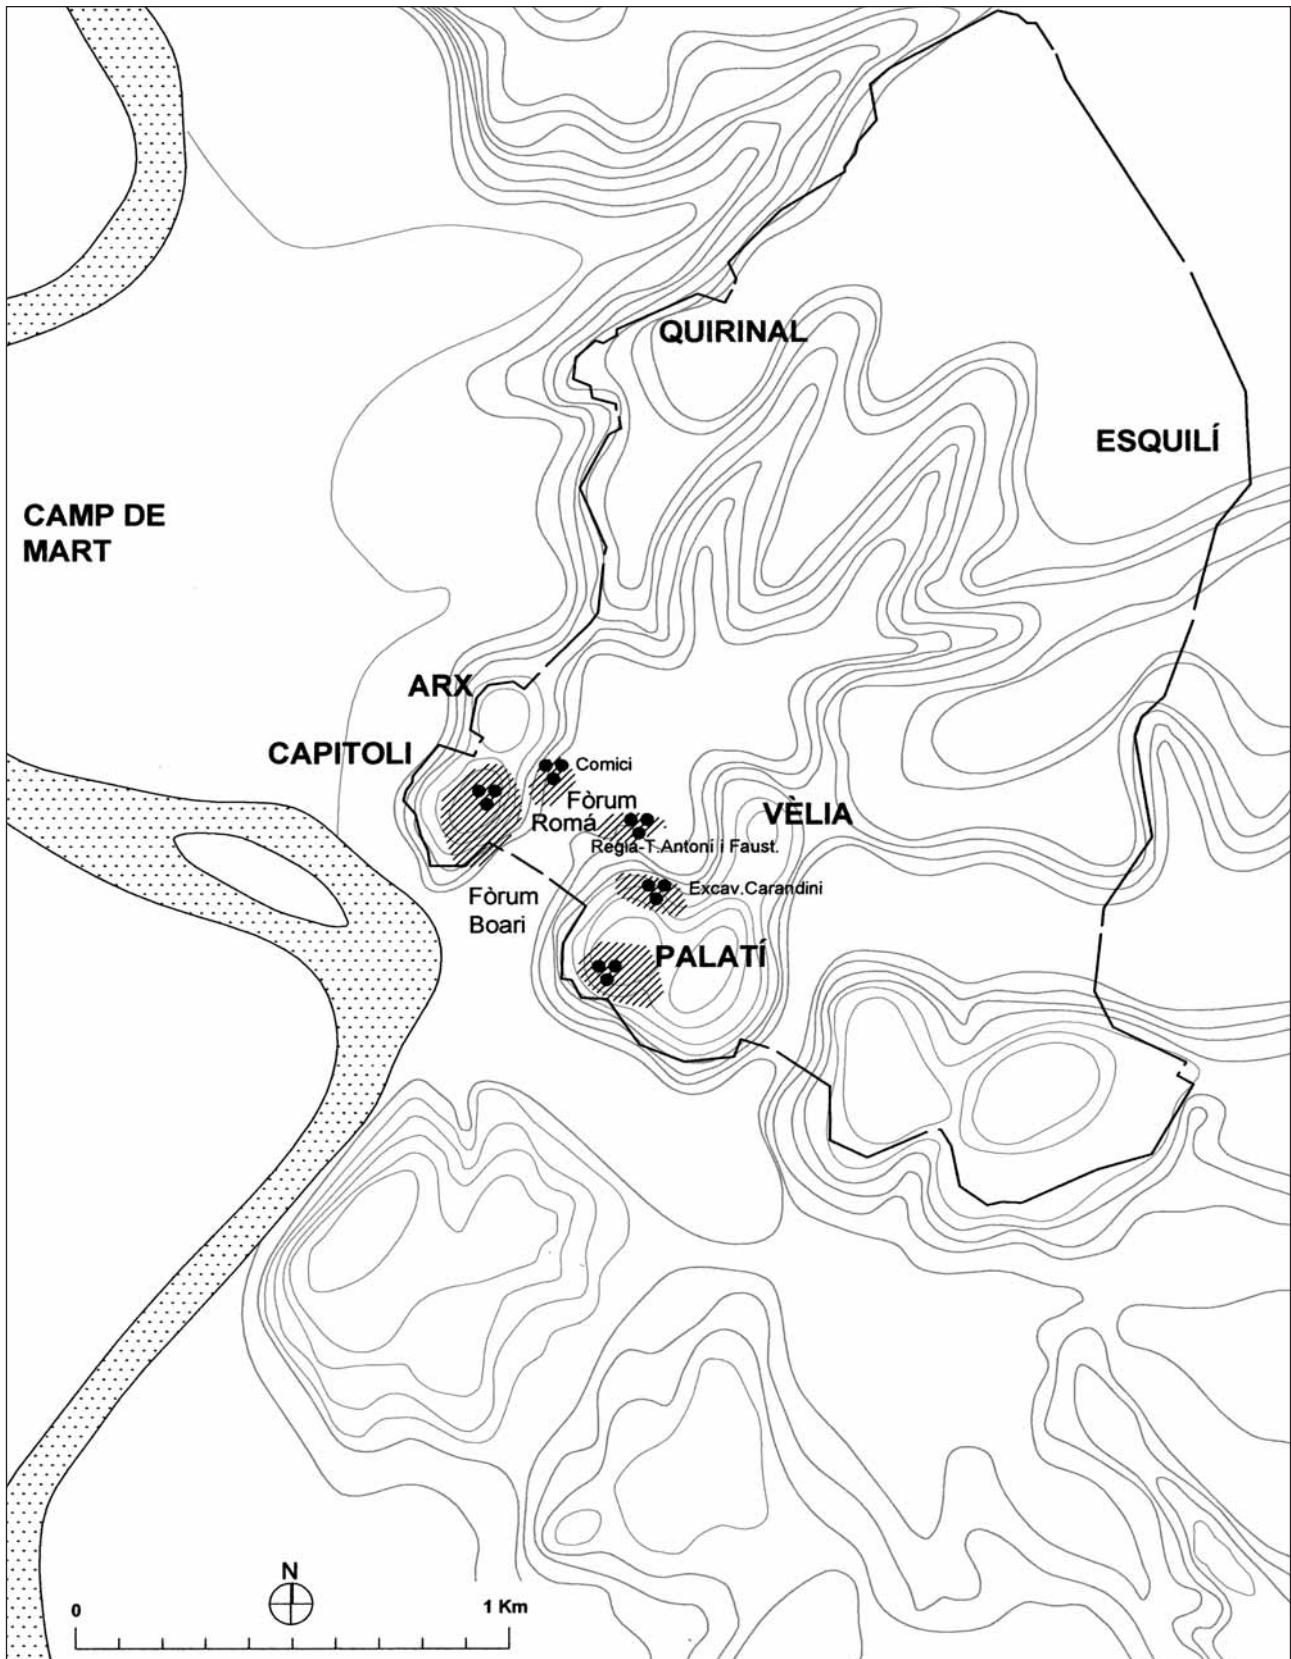 QUIRINAL
ESQUILÍ
CAMP DE
MART
ARX
CAPITOLI
Comici
Fòrum
Romá
VÈLIA
Regia-T.Antoní i Faust.
Excav.Carandini
Fòrum
Boari
PALATÍ
N
0
1 Km